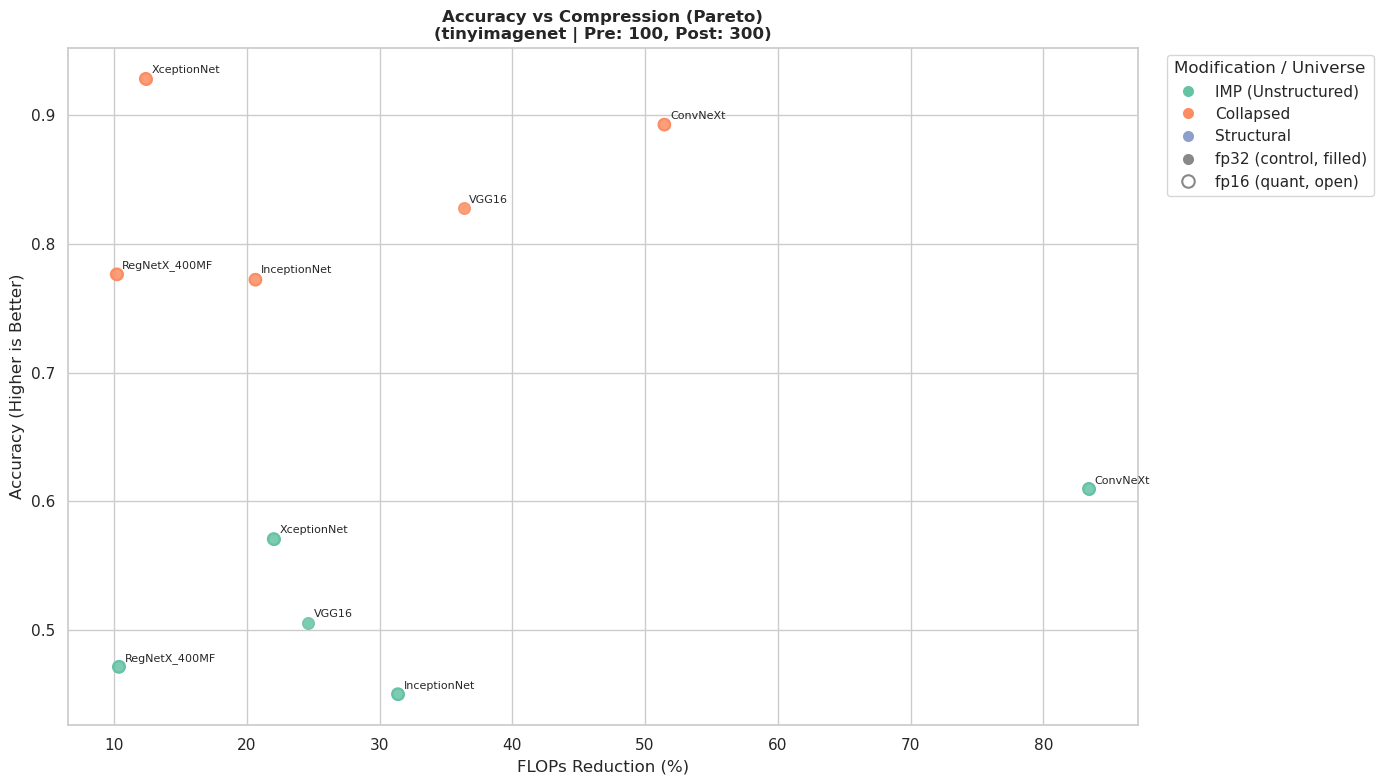 Accuracy vs Compression (Pareto)
(tinyimagenet | Pre: 100, Post: 300)
Accuracy (Higher is Better)
0.9
0.8
0.7
0.6
0.5
XceptionNet
ConvNeXt
VGG16
RegNetX_400MF
InceptionNet
ConvNeXt
XceptionNet
VGG16
RegNetX_400MF
InceptionNet
10 20 30 40 50 60 70 80
FLOPs Reduction (%)
Modification / Universe
IMP (Unstructured)
Collapsed
Structural
fp32 (control, filled)
fp16 (quant, open)